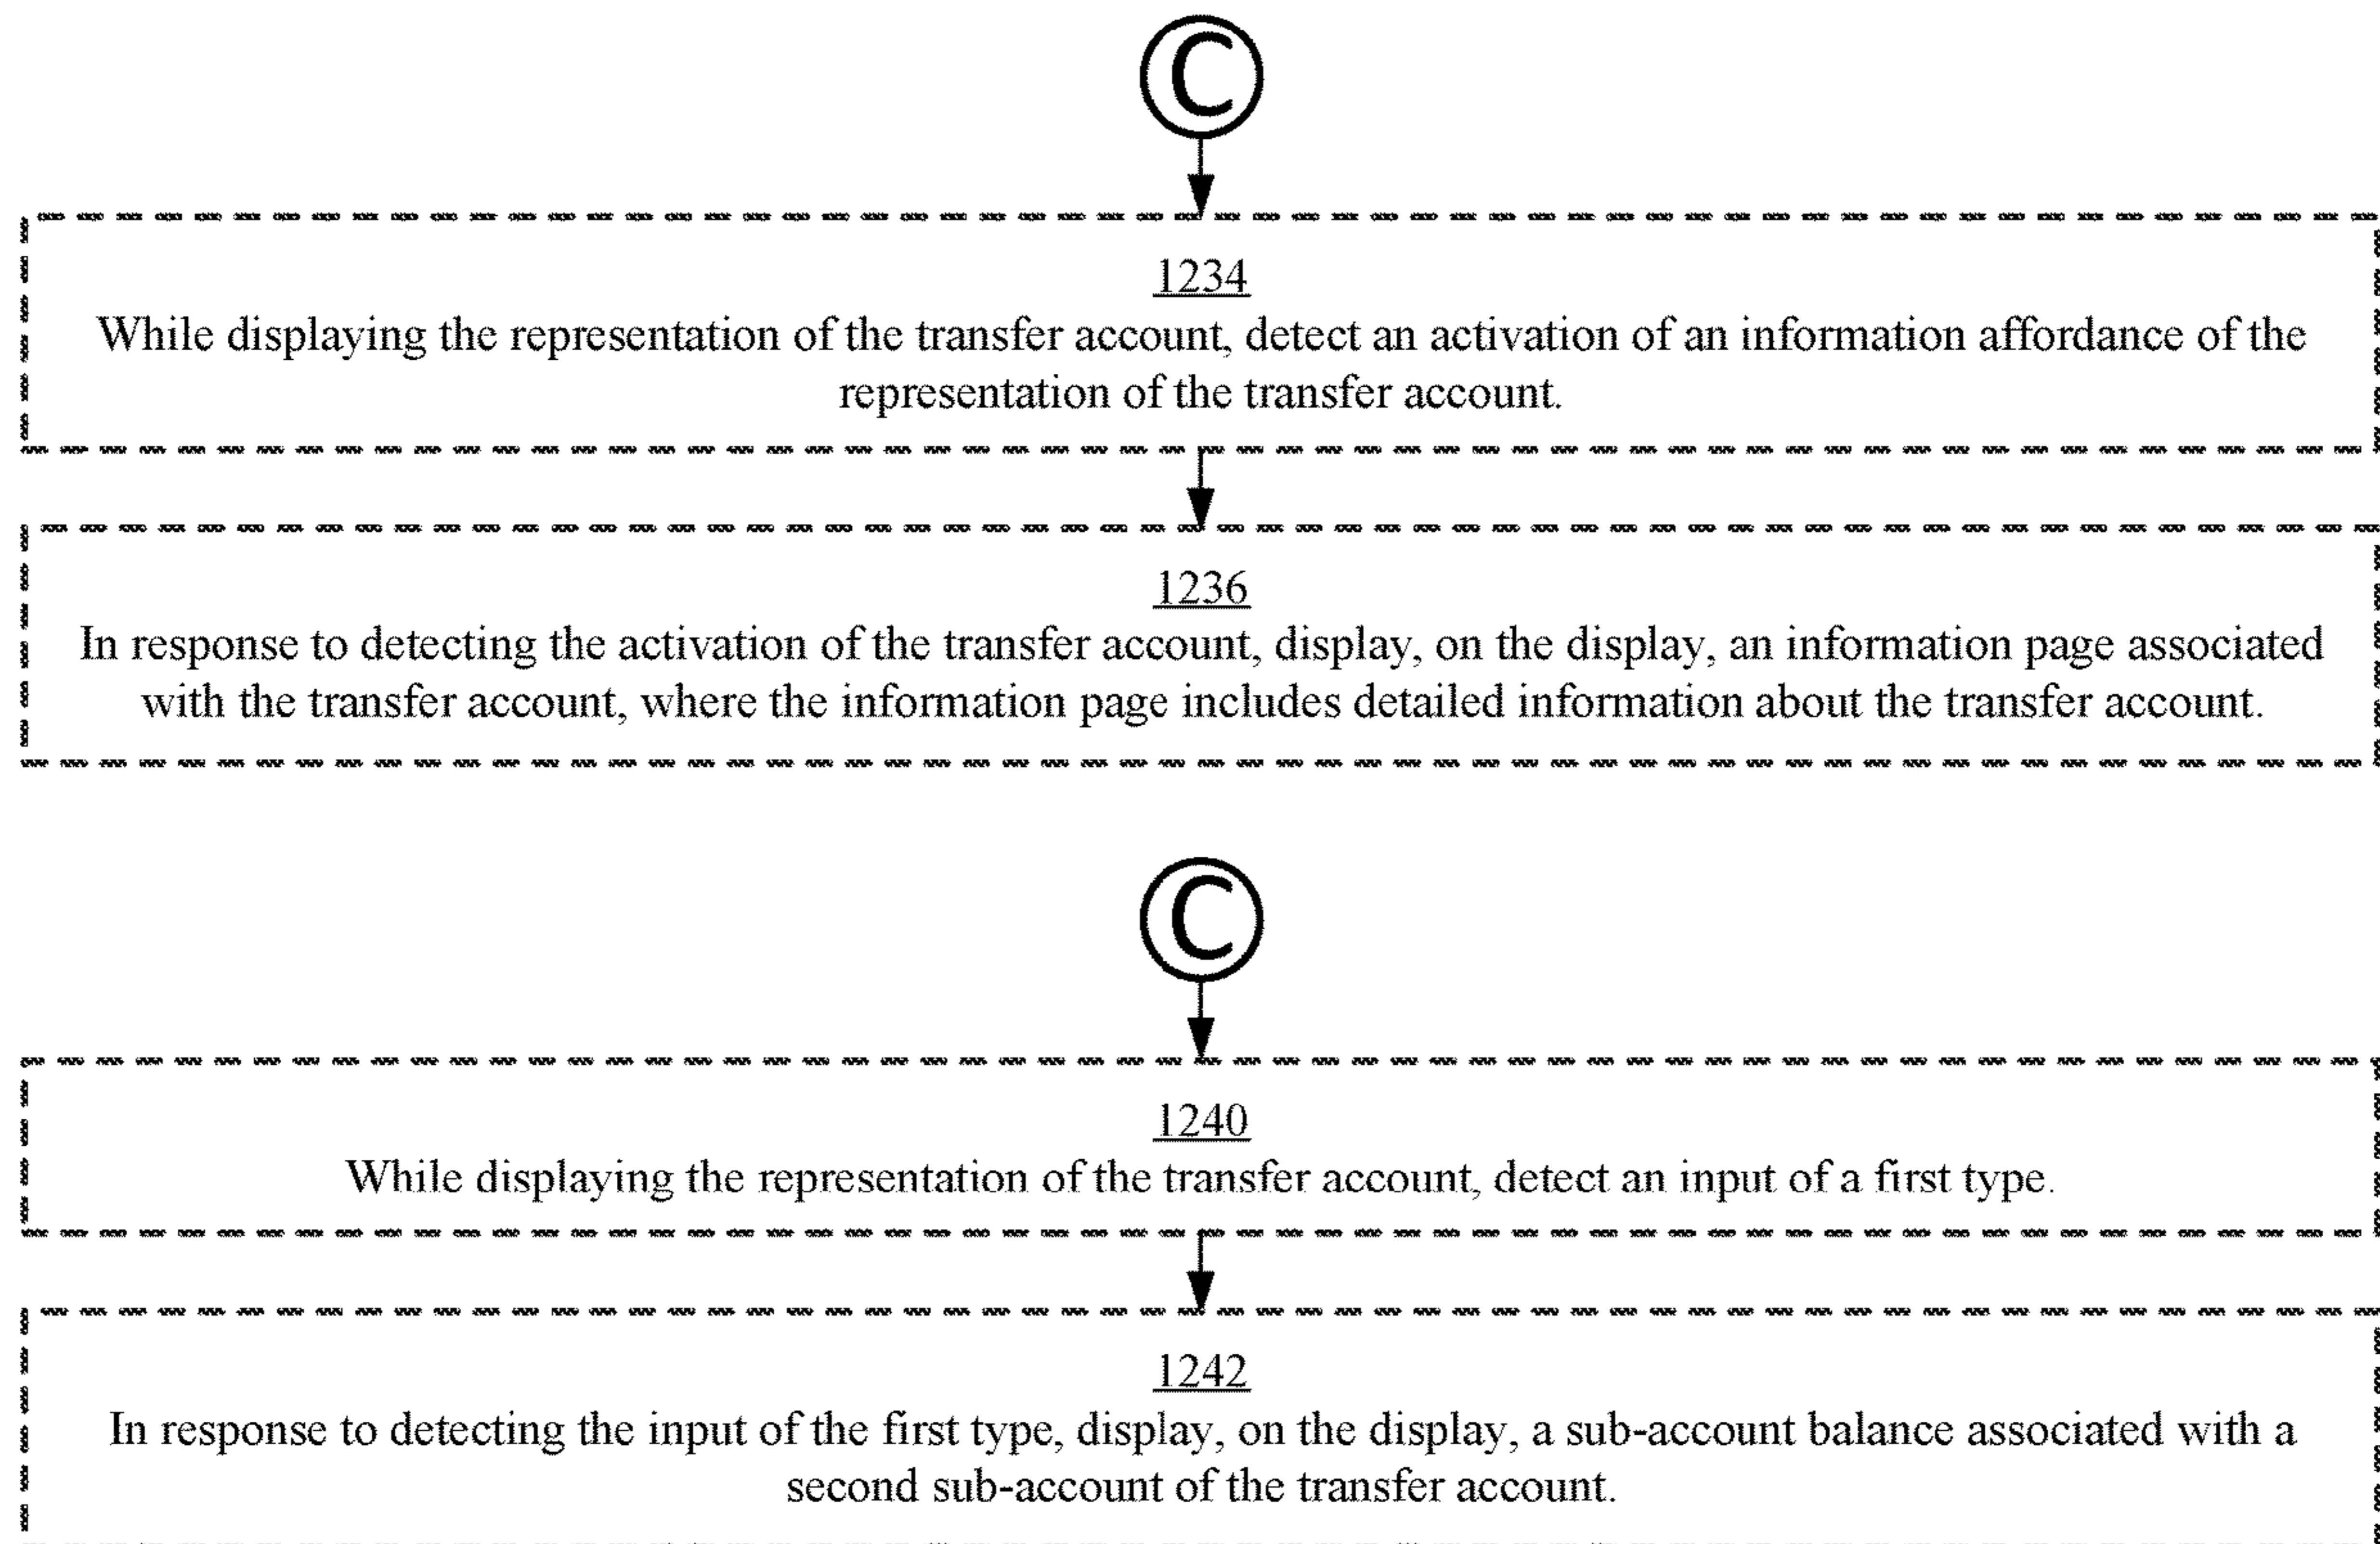 C
1234
While displaying the representation of the transfer account, detect an activation of an information affordance of the
representation of the transfer account.
1236
In response to detecting the activation of the transfer account, display, on the display, an information page associated
with the transfer account, where the information page includes detailed information about the transfer account.
C
1240
While displaying the representation of the transfer account, detect an input of a first type.
1242
In response to detecting the input of the first type, display, on the display, a sub-account balance associated with a
second sub-account of the transfer account.